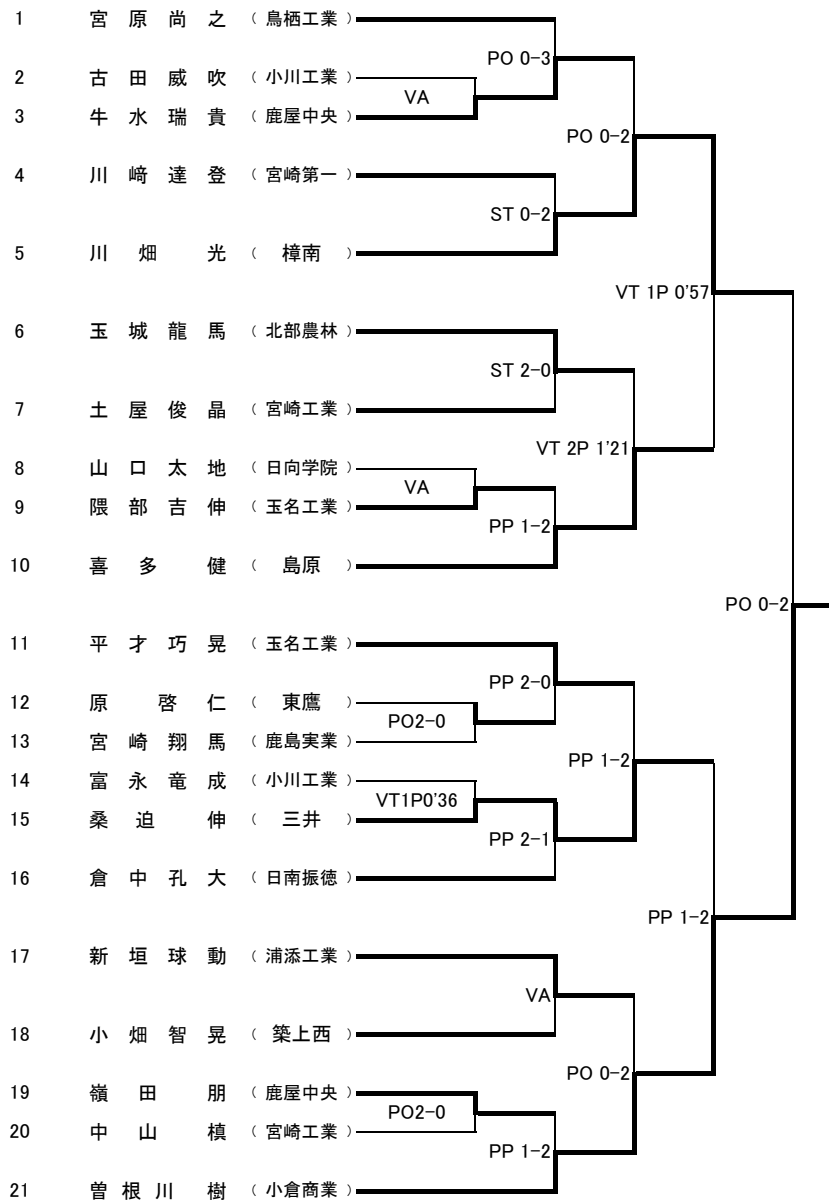 1 宮原尚之 （鳥栖工業）
PO 0-3
2 古田威吹 （小川工業）
VA
3 牛水瑞貴 （鹿屋中央）
PO 0-2
4 川﨑達登 （宮崎第一）
ST 0-2
5 川畑光 （樟南）
VT 1P 0'57
6 玉城龍馬 （北部農林）
ST 2-0
7 土屋俊晶 （宮崎工業）
VT 2P 1'21
8 山口太地 （日向学院）
VA
9 隈部吉伸 （玉名工業）
PP 1-2
10 喜多健 （島原）
PO 0-2
11 平才巧晃 （玉名工業）
PP 2-0
12 原啓仁 （東鷹）
PO2-0
13 宮崎翔馬 （鹿島実業）
PP 1-2
14 富永竜成 （小川工業）
VT1P0'36
15 桑迫伸 （三井）
PP 2-1
16 倉中孔大 （日南振徳）
PP 1-2
17 新垣球動 （浦添工業）
VA
18 小畑智晃 （築上西）
PO 0-2
19 嶺田朋 （鹿屋中央）
PO2-0
20 中山槙 （宮崎工業）
PP 1-2
21 曽根川樹 （小倉商業）